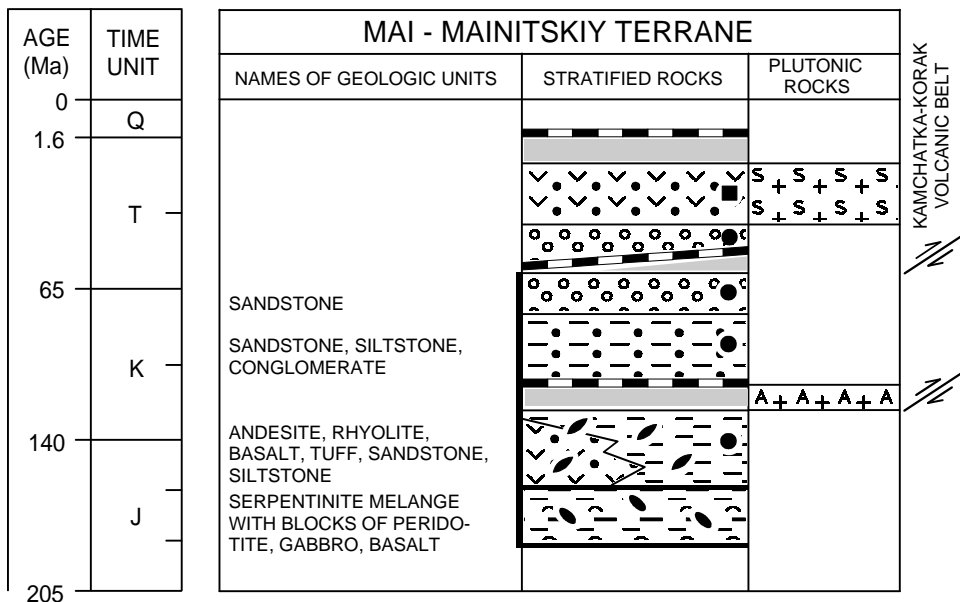 MAI - MAINITSKIY TERRANE
AGE
(Ma)
TIME
UNIT
NAMES OF GEOLOGIC UNITS
STRATIFIED ROCKS
PLUTONIC
ROCKS
KAMCHATKA-KORAK
VOLCANIC BELT
0
Q
1.6
T
S S S S
S S S S
65
SANDSTONE
SANDSTONE, SILTSTONE,
CONGLOMERATE
K
A A A A
140
ANDESITE, RHYOLITE,
BASALT, TUFF, SANDSTONE,
SILTSTONE
SERPENTINITE MELANGE
WITH BLOCKS OF PERIDO-
TITE, GABBRO, BASALT
J
205